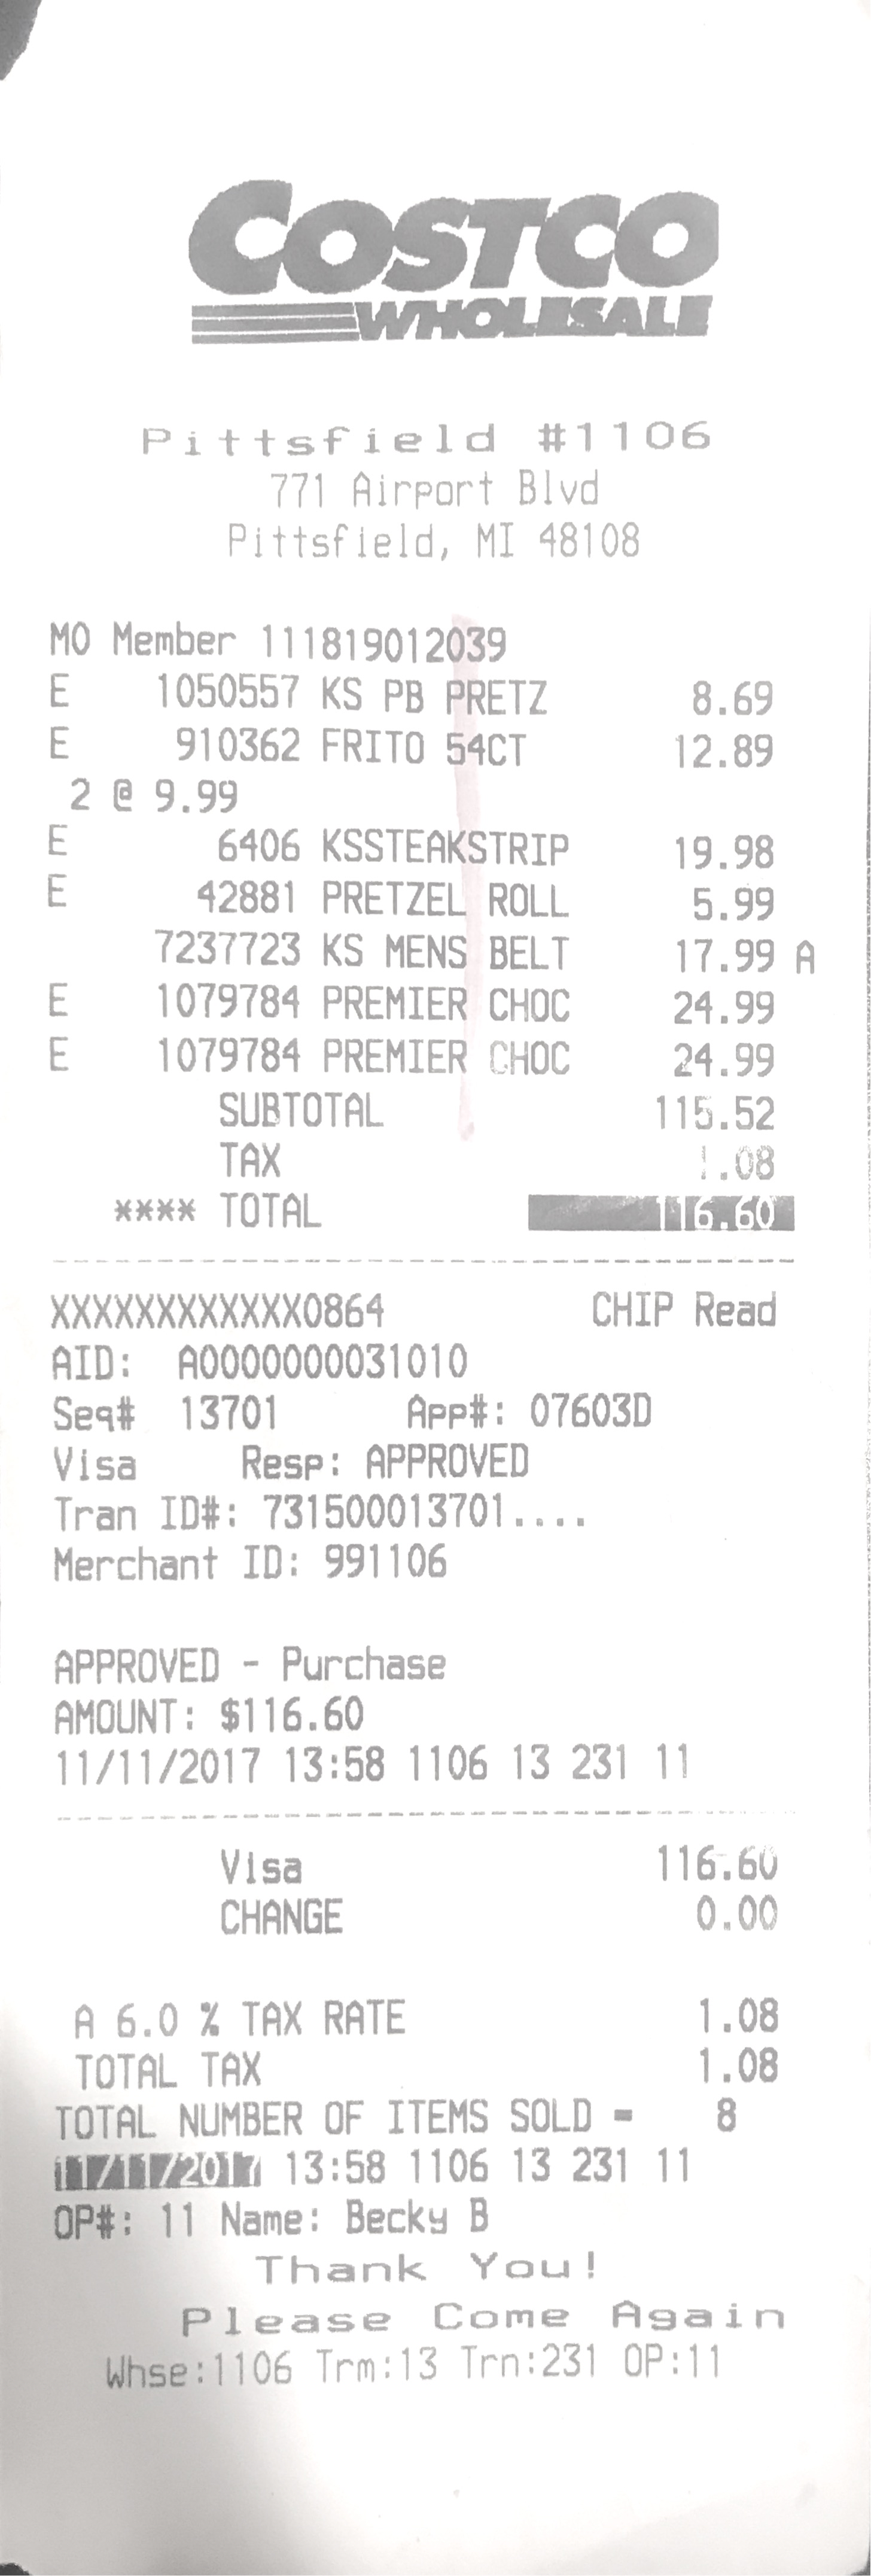 COSTCO
WHOLESALE
Pittsfield #1106
771 Airport Blvd
Pittsfield, MI 48108
MO Member 111819012039
E 1050557 KS PB PRETZ 8.69
E 910362 FRITO 54CT 12.89
2 @ 9.99
E 6406 KSSTEAKSTRIP 19.98
E 42881 PRETZEL ROLL 5.99
7237723 KS MENS BELT 17.99 A
E 1079784 PREMIER CHOC 24.99
E 1079784 PREMIER CHOC 24.99
SUBTOTAL 115.52
TAX 1.08
**** TOTAL 116.60
XXXXXXXXXXXX0864 CHIP Read
AID: A0000000031010
Seq# 13701 App#: 07603D
Visa Resp: APPROVED
Tran ID#: 731500013701....
Merchant ID: 991106
APPROVED - Purchase
AMOUNT: $116.60
11/11/2017 13:58 1106 13 231 11
Visa 116.60
CHANGE 0.00
A 6.0 % TAX RATE 1.08
TOTAL TAX 1.08
TOTAL NUMBER OF ITEMS SOLD = 8
11/11/2017 13:58 1106 13 231 11
OP#: 11 Name: Becky B
Thank You!
Please Come Again
Whse:1106 Trm:13 Trn:231 OP:11